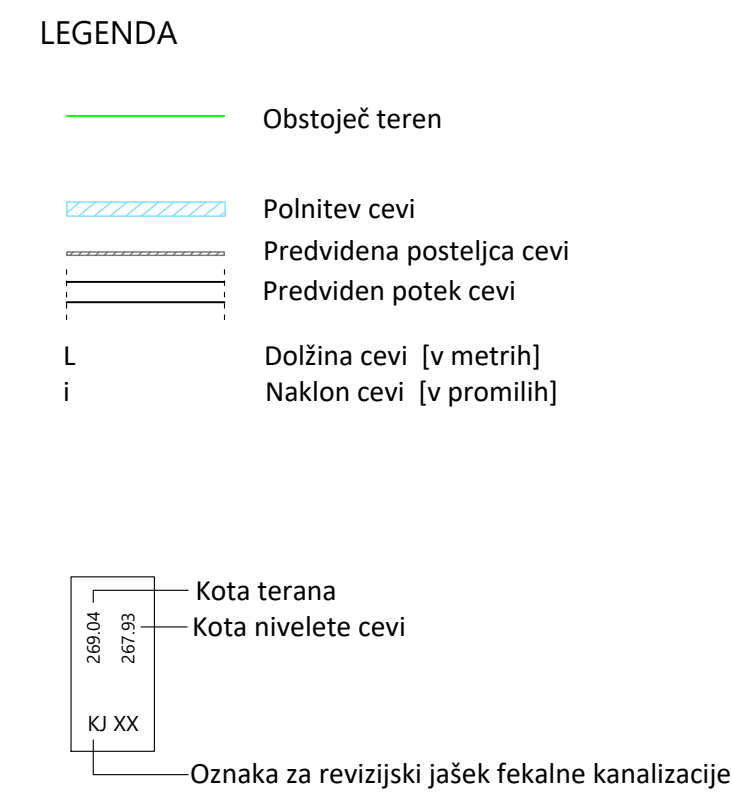 LEGENDA
Obstoječ teren
Polnitev cevi
Predvidena posteljca cevi
Predviden potek cevi
L Dolžina cevi [v metrih]
i Naklon cevi [v promilih]
269.04
267.93
Kota terana
Kota nivelete cevi
KJ XX
Oznaka za revizijski jašek fekalne kanalizacije